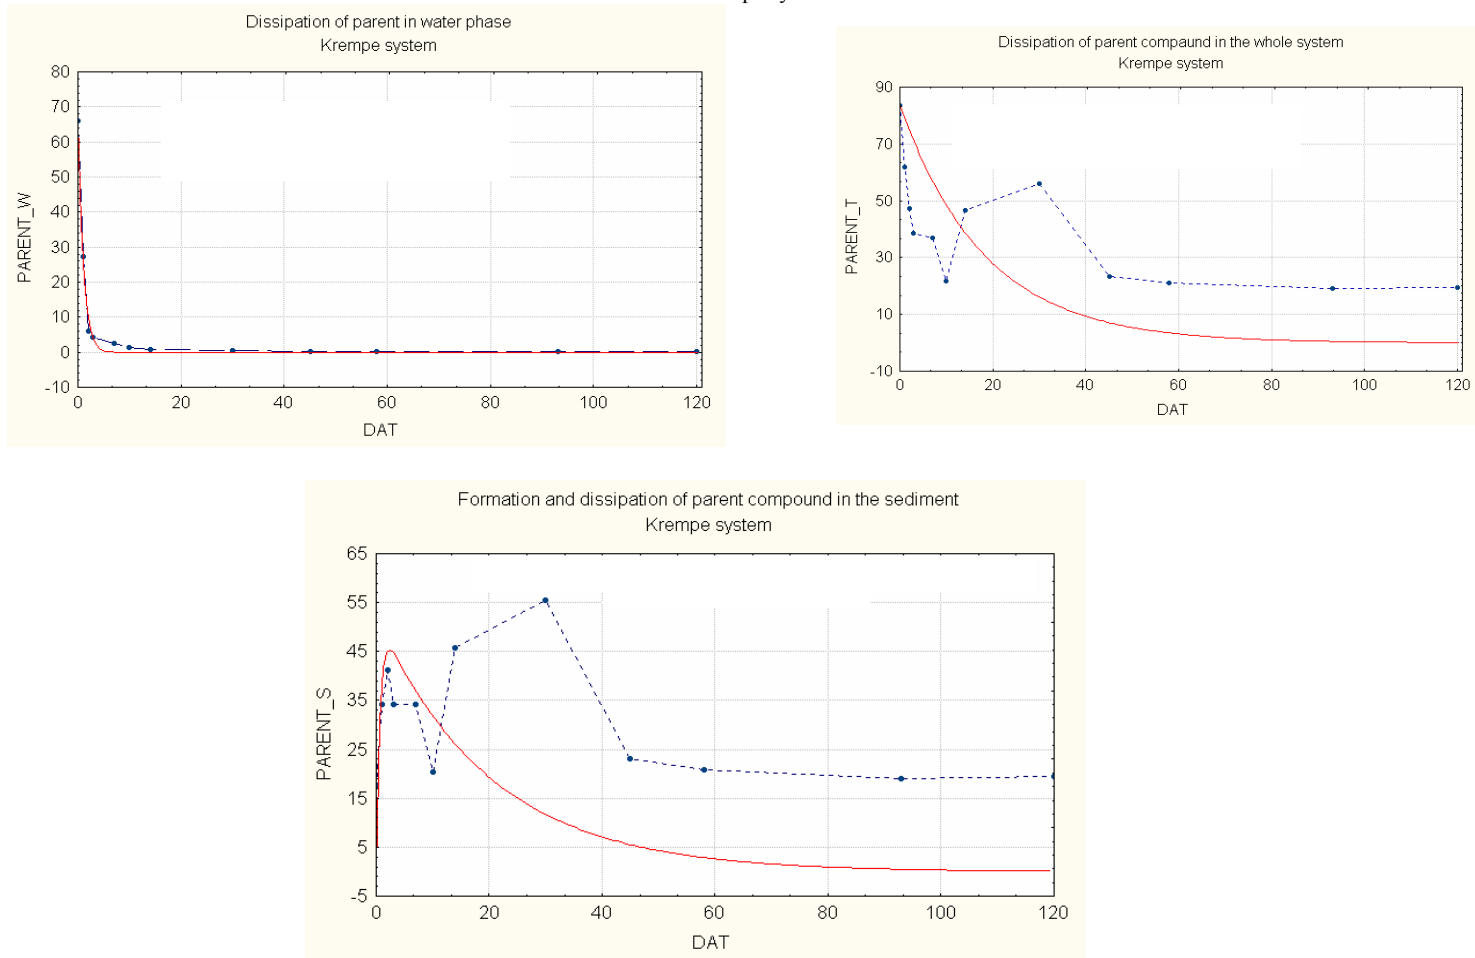 Dissipation of parent in water phase
Krempe system
80
70
60
50
40
30
20
10
0
-10
PARENT_W
0 20 40 60 80 100 120
DAT
Dissipation of parent compaund in the whole system
Krempe system
90
70
50
30
10
-10
PARENT_T
0 20 40 60 80 100 120
DAT
Formation and dissipation of parent compound in the sediment
Krempe system
65
55
45
35
25
15
5
-5
PARENT_S
0 20 40 60 80 100 120
DAT